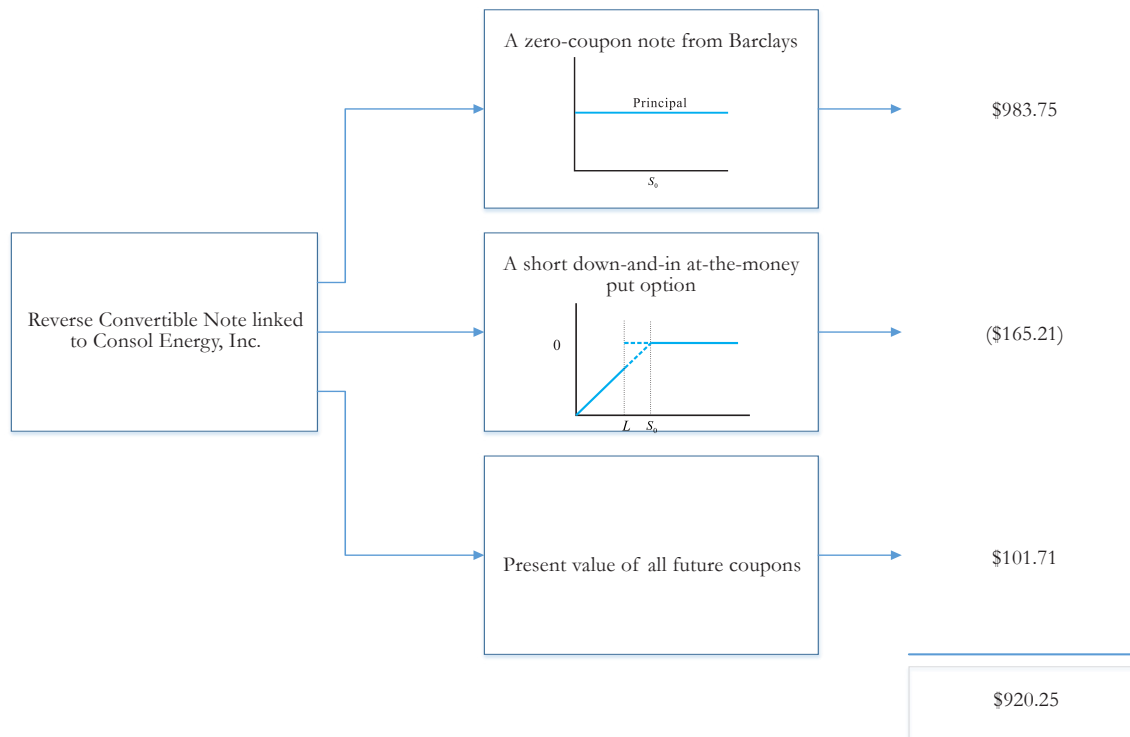 A zero-coupon note from Barclays
Principal
S₀
$983.75
Reverse Convertible Note linked
to Consol Energy, Inc.
A short down-and-in at-the-money
put option
0
L S₀
($165.21)
Present value of all future coupons
$101.71
$920.25